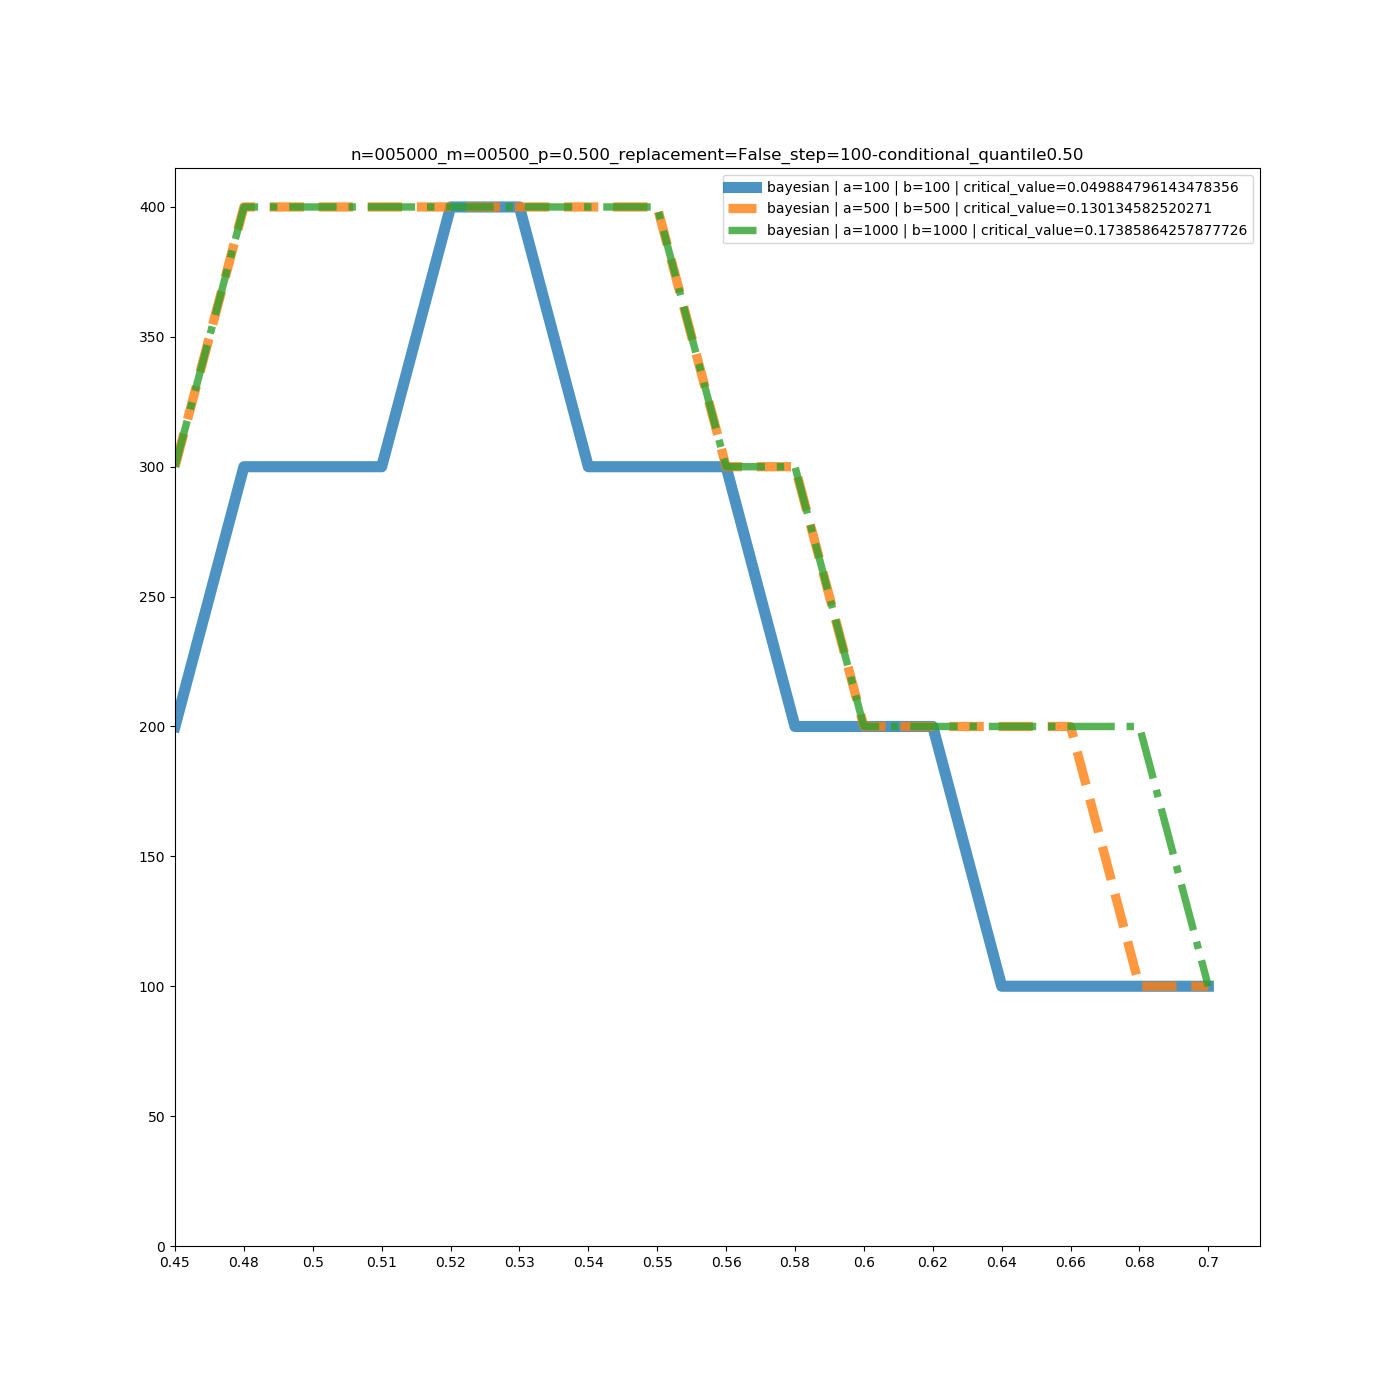 n=005000_m=00500_p=0.500_replacement=False_step=100-conditional_quantile0.50
bayesian | a=100 | b=100 | critical_value=0.049884796143478356
bayesian | a=500 | b=500 | critical_value=0.130134582520271
bayesian | a=1000 | b=1000 | critical_value=0.17385864257877726
400
350
300
250
200
150
100
50
0
0.45 0.48 0.5 0.51 0.52 0.53 0.54 0.55 0.56 0.58 0.6 0.62 0.64 0.66 0.68 0.7